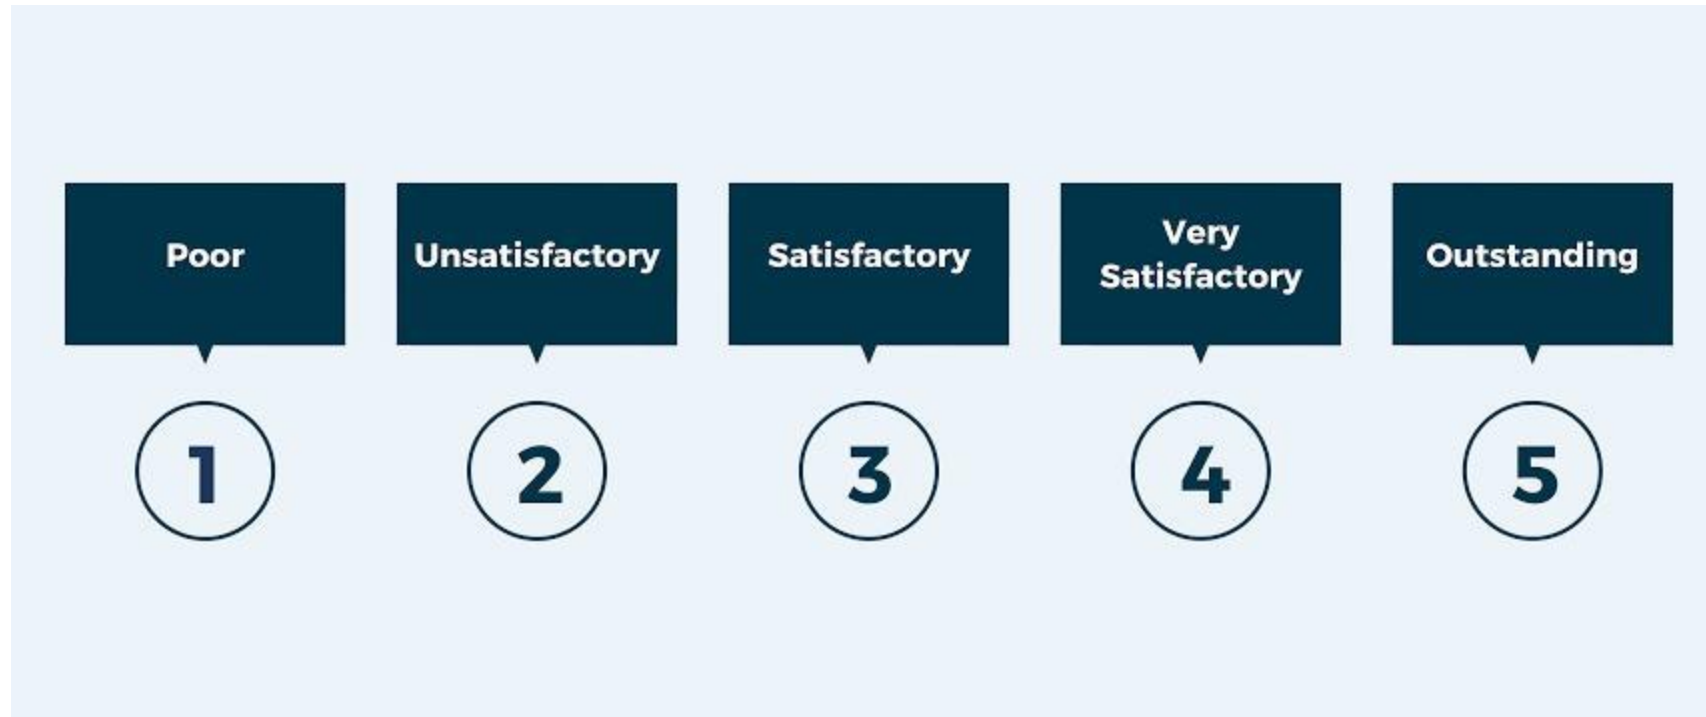 Poor
Unsatisfactory
Satisfactory
Very
Satisfactory
Outstanding
1
2
3
4
5